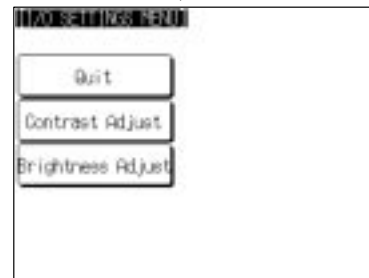 [I/O SETTINGS MENU]
Quit
Contrast Adjust
Brightness Adjust